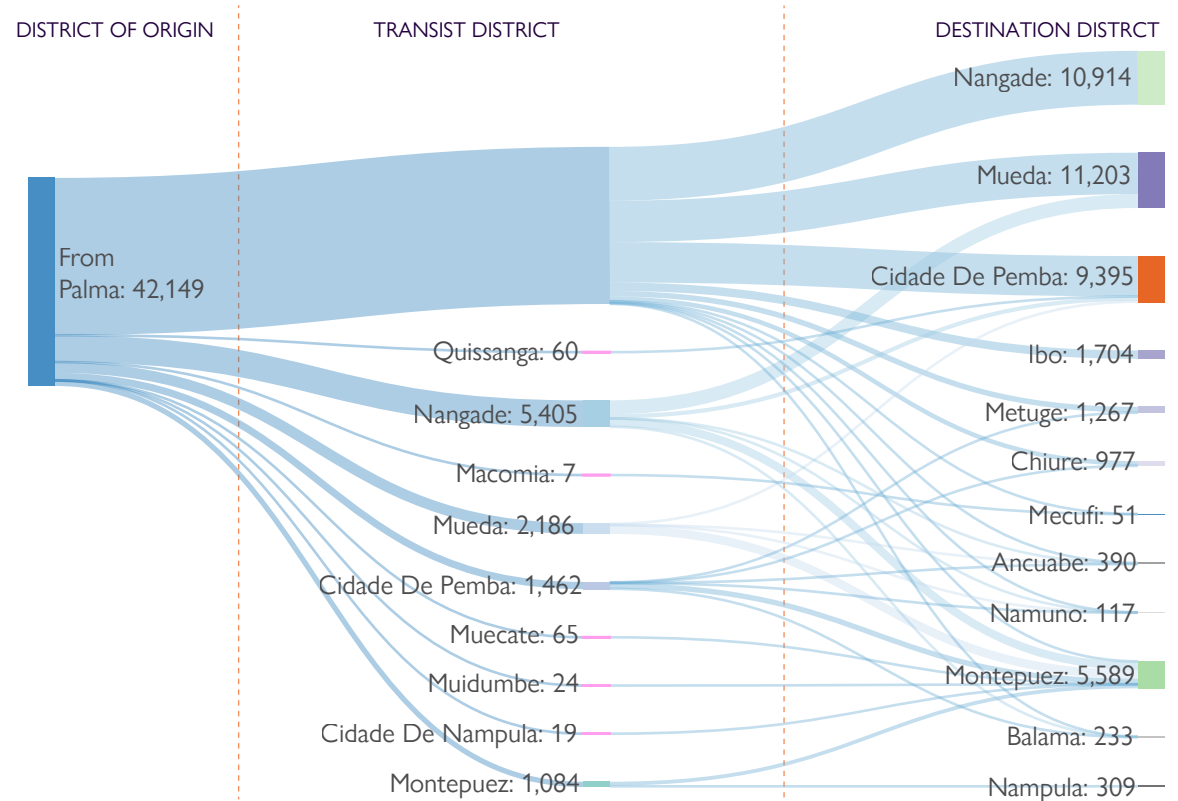 DISTRICT OF ORIGIN
TRANSIST DISTRICT
DESTINATION DISTRCT
From
Palma: 42,149
Quissanga: 60
Nangade: 5,405
Macomia: 7
Mueda: 2,186
Cidade De Pemba: 1,462
Muecate: 65
Muidumbe: 24
Cidade De Nampula: 19
Montepuez: 1,084
Nangade: 10,914
Mueda: 11,203
Cidade De Pemba: 9,395
Ibo: 1,704
Metuge: 1,267
Chiure: 977
Mecufi: 51
Ancuabe: 390
Namuno: 117
Montepuez: 5,589
Balama: 233
Nampula: 309